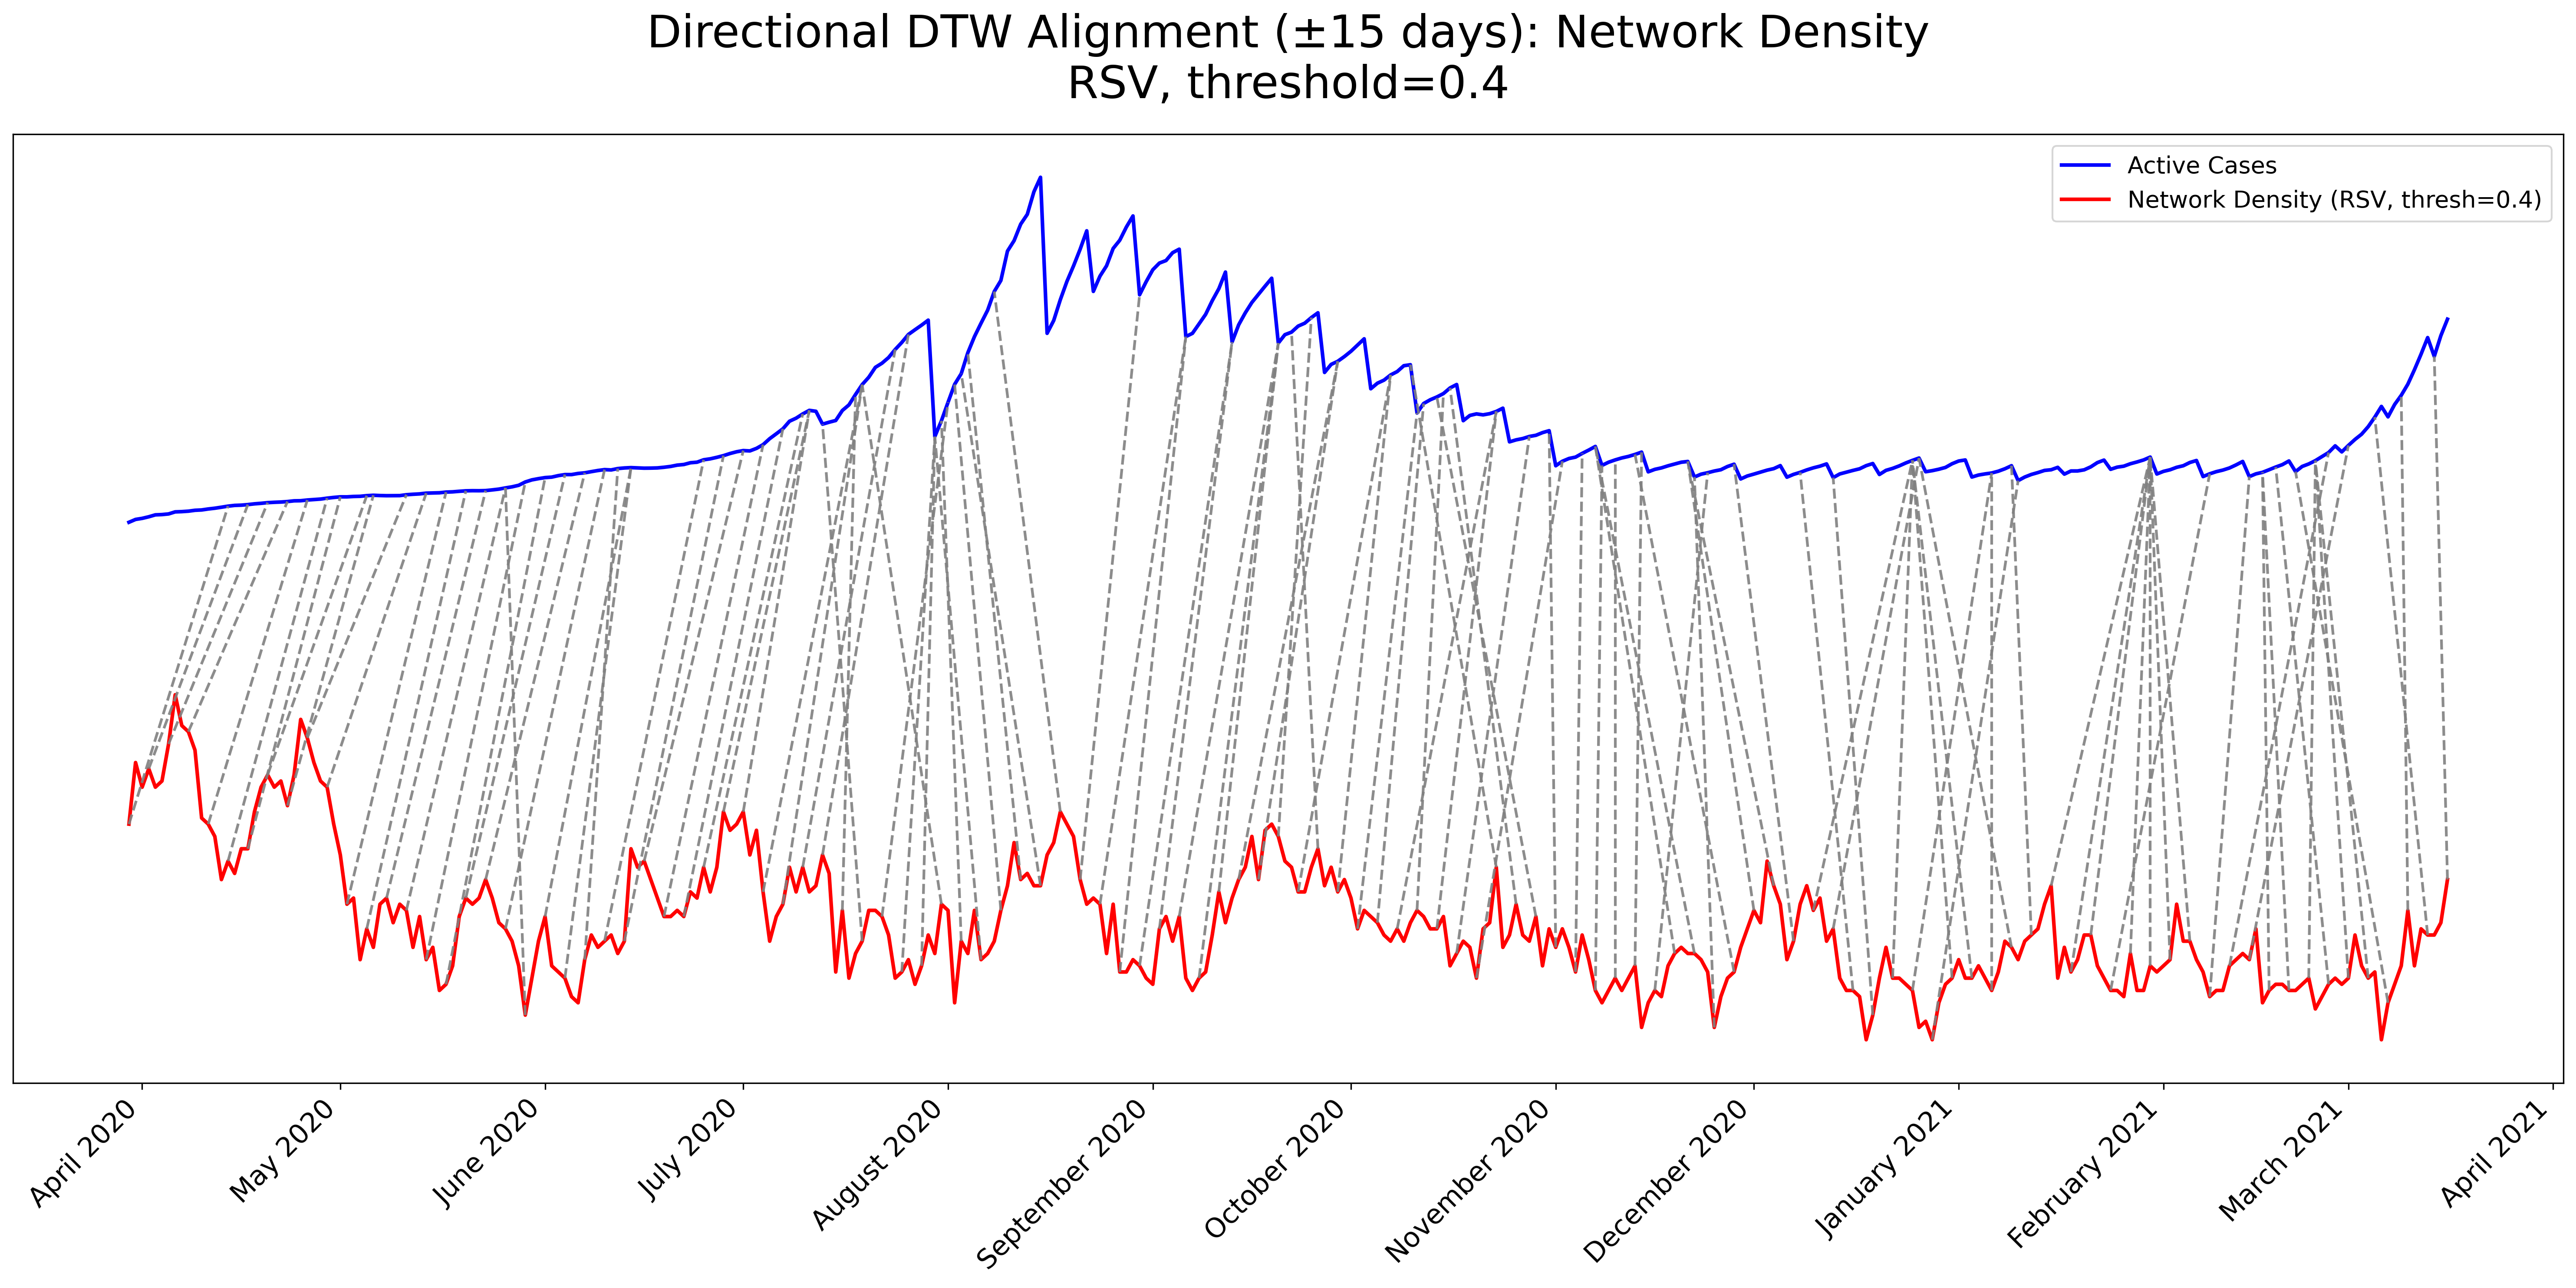 Directional DTW Alignment (±15 days): Network Density
RSV, threshold=0.4
Active Cases
Network Density (RSV, thresh=0.4)
April 2020
May 2020
June 2020
July 2020
August 2020
September 2020
October 2020
November 2020
December 2020
January 2021
February 2021
March 2021
April 2021